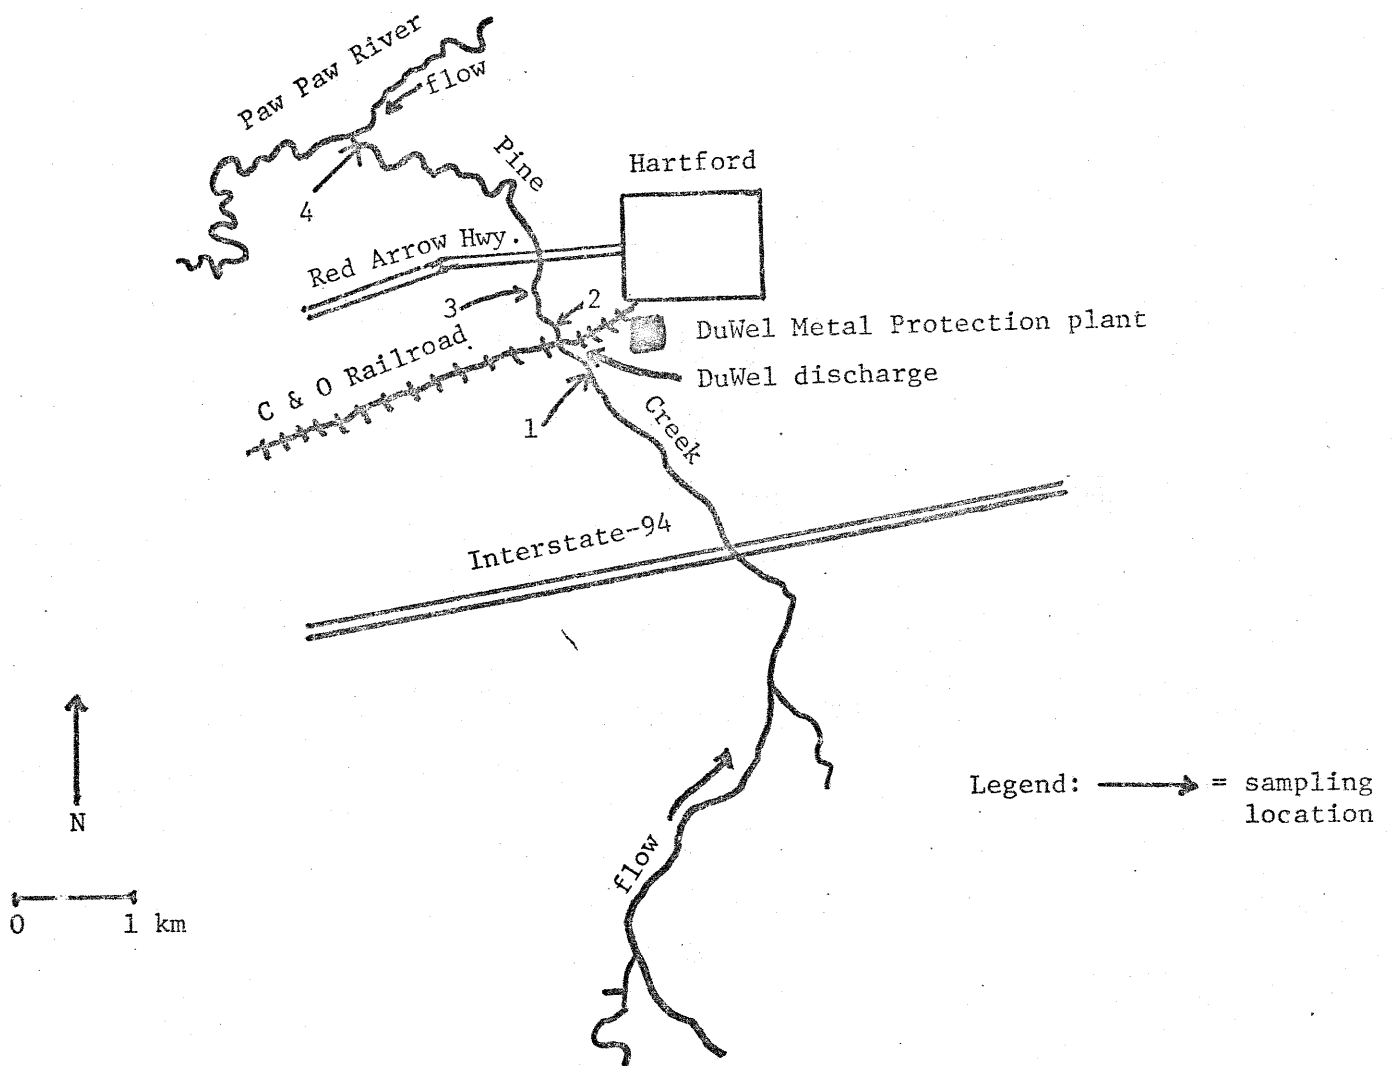 Paw Paw River
flow
Pine
Hartford
4
Red Arrow Hwy.
3
2
DuWel Metal Protection plant
C & O Railroad
DuWel discharge
1
Creek
Interstate-94
N
Legend: = sampling
location
flow
0 1 km